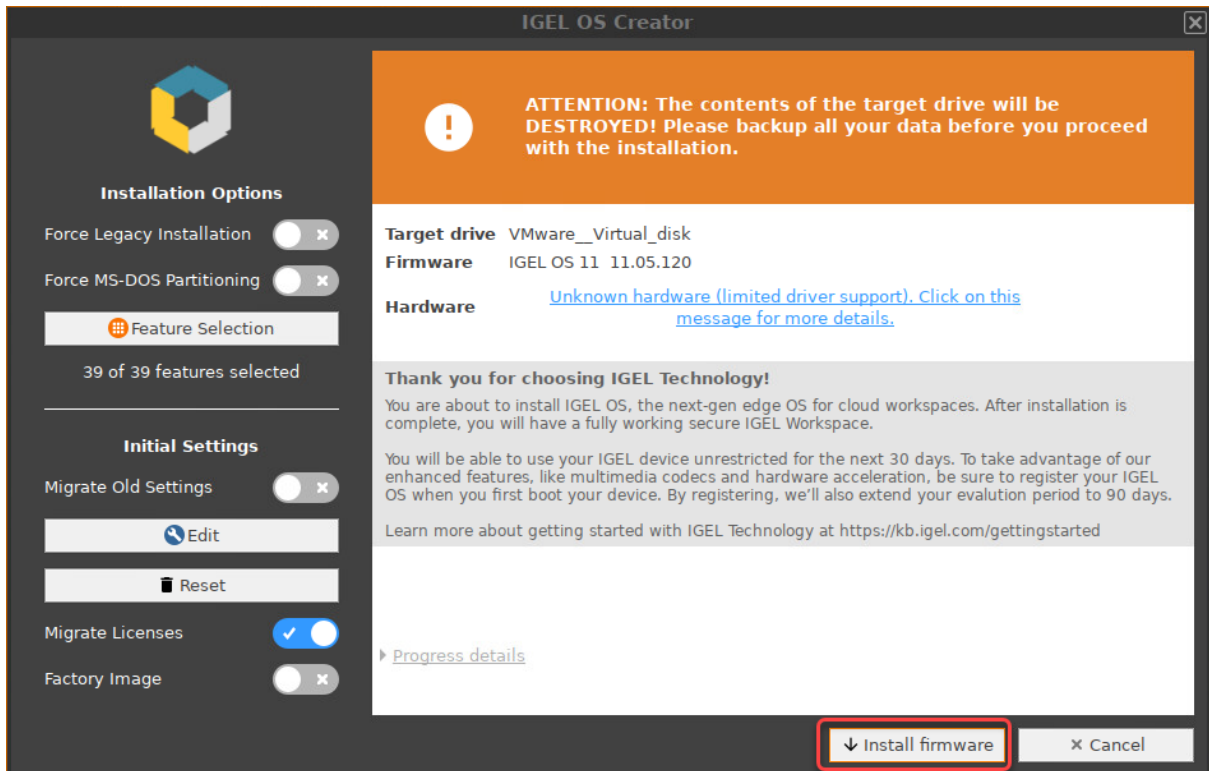 IGEL OS Creator
Installation Options
Force Legacy Installation
Force MS-DOS Partitioning
Feature Selection
39 of 39 features selected
Initial Settings
Migrate Old Settings
Edit
Reset
Migrate Licenses
Factory Image
ATTENTION: The contents of the target drive will be
DESTROYED! Please backup all your data before you proceed
with the installation.
Target drive VMware__Virtual_disk
Firmware IGEL OS 11 11.05.120
Hardware Unknown hardware (limited driver support). Click on this
message for more details.
Thank you for choosing IGEL Technology!
You are about to install IGEL OS, the next-gen edge OS for cloud workspaces. After installation is
complete, you will have a fully working secure IGEL Workspace.
You will be able to use your IGEL device unrestricted for the next 30 days. To take advantage of our
enhanced features, like multimedia codecs and hardware acceleration, be sure to register your IGEL
OS when you first boot your device. By registering, we'll also extend your evalution period to 90 days.
Learn more about getting started with IGEL Technology at https://kb.igel.com/gettingstarted
Progress details
Install firmware
Cancel